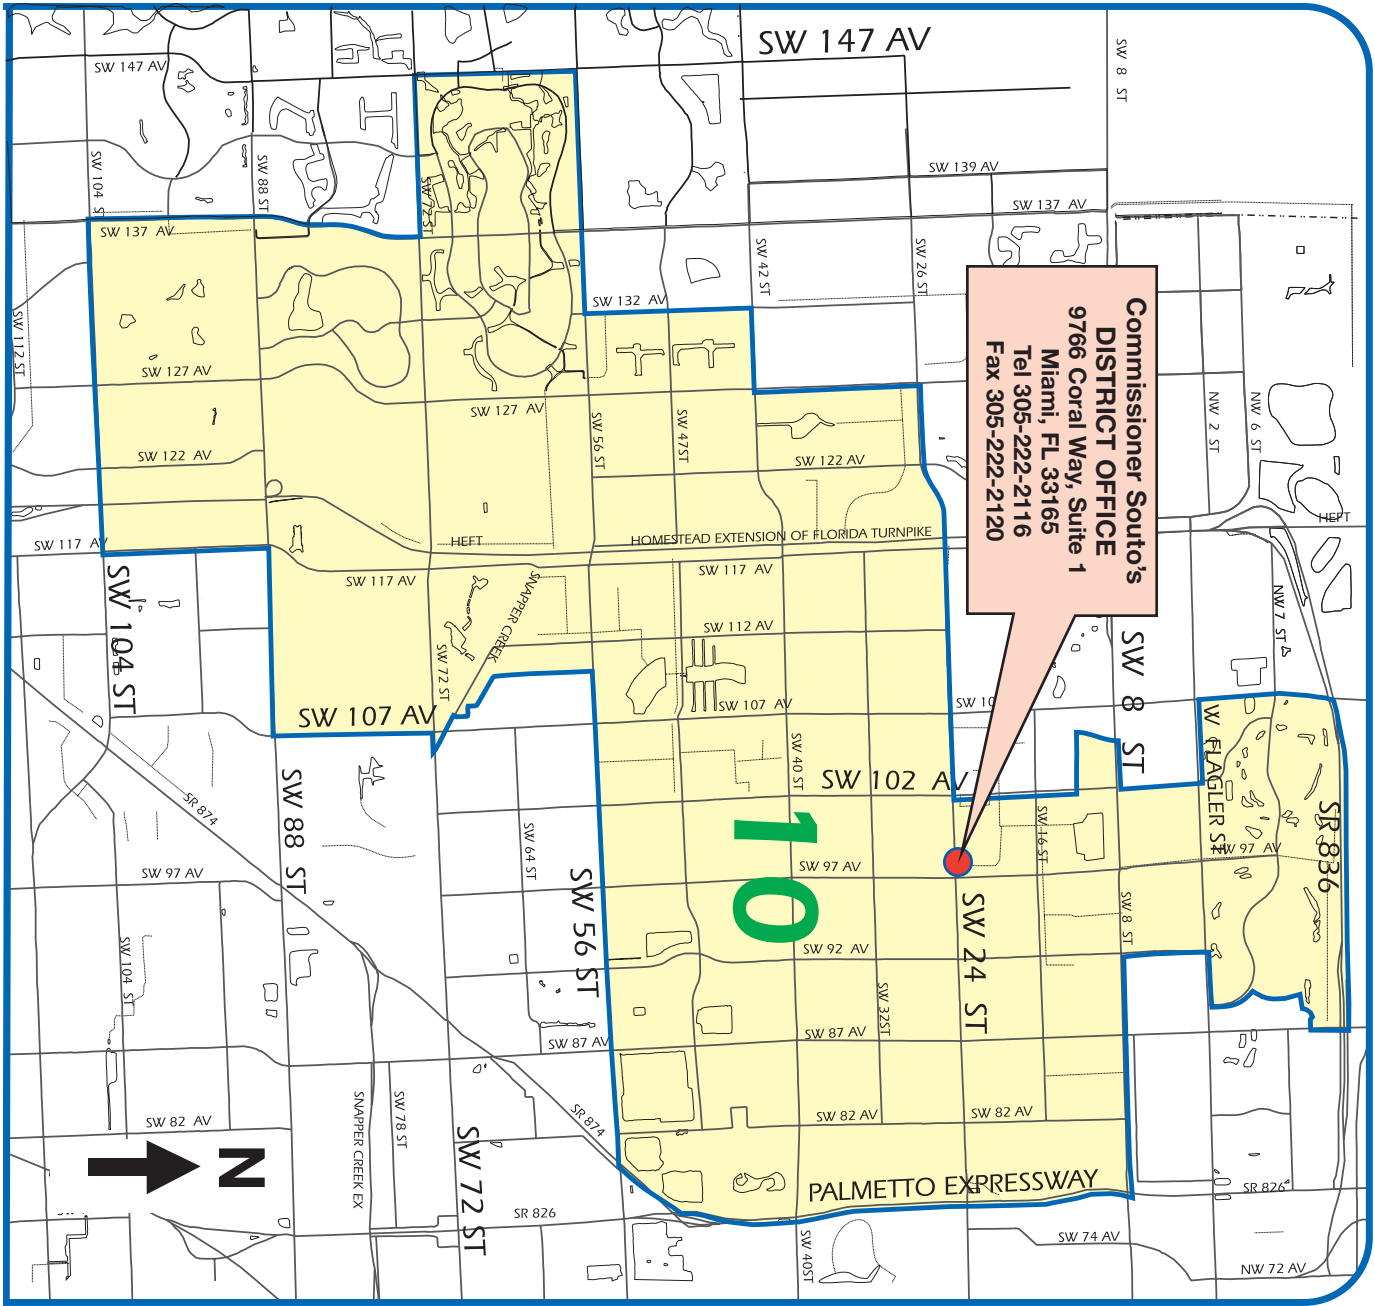 SW 147 AV
SW 147 AV
SW 8 ST
SW 139 AV
SW 137 AV
SW 104 S
SW 88 ST
SW 72 ST
SW 137 AV
SW 42 ST
SW 26 ST
SW 132 AV
SW 112 ST
SW 127 AV
SW 127 AV
SW 56 ST
SW 47ST
NW 2 ST
NW 6 ST
SW 122 AV
SW 122 AV
Commissioner Souto's
DISTRICT OFFICE
9766 Coral Way, Suite 1
Miami, FL 33165
Tel 305-222-2116
Fax 305-222-2120
HEFT
HEFT
HOMESTEAD EXTENSION OF FLORIDA TURNPIKE
SW 117 AV
SW 117 AV
SW 117 AV
SNAPPER CREEK
SW 104 ST
SW 112 AV
NW 7 ST
SW 72 ST
SW 8 ST
SW 107 AV
SW 107 AV
SW 10
W FLAGLER ST
SW 40 ST
SW 102 AV
SR 874
SW 88 ST
SW 64 ST
10
SW 16 ST
SR 836
SW 97 AV
SW 97 AV
W 97 AV
SW 56 ST
SW 24 ST
SW 8 ST
SW 104 ST
SW 92 AV
SW 32ST
SW 87 AV
SW 87 AV
SW 82 AV
SW 82 AV
SW 82 AV
SNAPPER CREEK EX
SW 78 ST
SR 874
SW 72 ST
N
PALMETTO EXPRESSWAY
SR 826
SR 826
SW 40ST
SW 74 AV
NW 72 AV